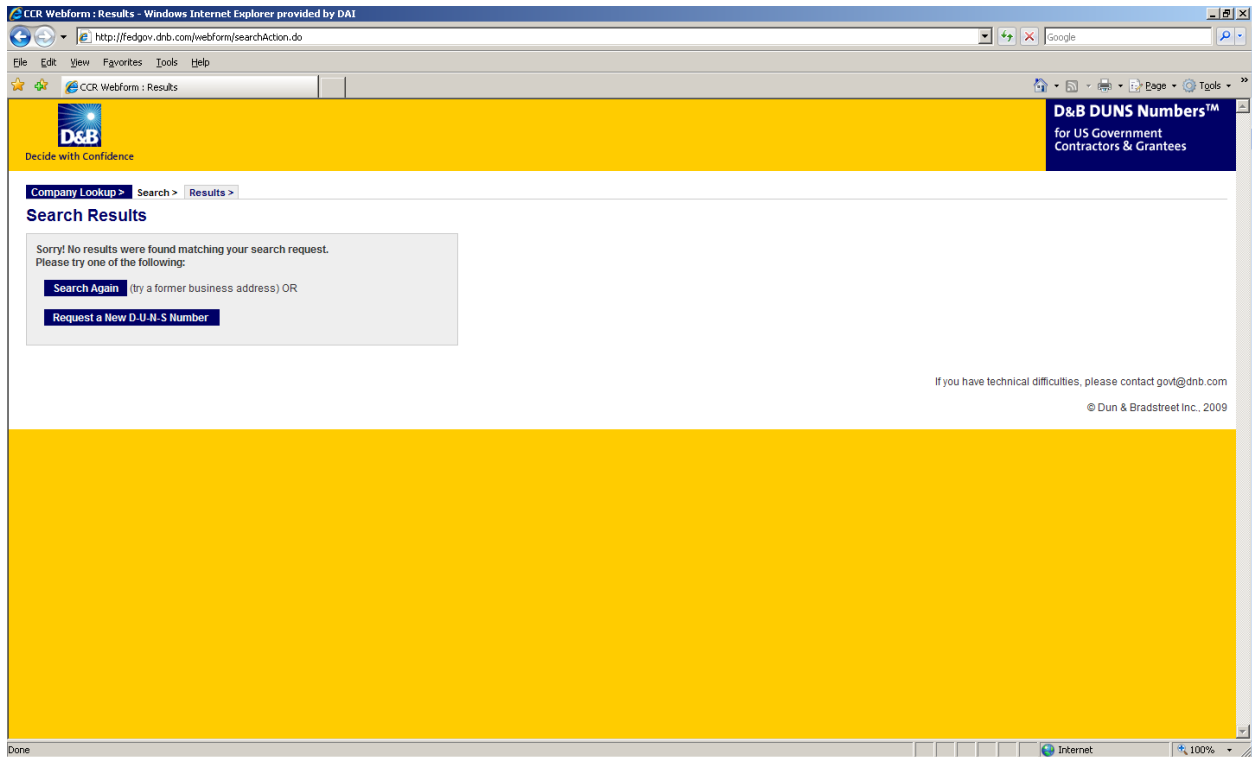 CCR Webform : Results - Windows Internet Explorer provided by DAI
http://fedgov.dnb.com/webform/searchAction.do
Google
File Edit View Favorites Tools Help
CCR Webform : Results
Page Tools »
D&B
Decide with Confidence
D&B DUNS Numbers™
for US Government
Contractors & Grantees
Company Lookup > Search > Results >
Search Results
Sorry! No results were found matching your search request.
Please try one of the following:
Search Again (try a former business address) OR
Request a New D-U-N-S Number
If you have technical difficulties, please contact govt@dnb.com
© Dun & Bradstreet Inc., 2009
Done
Internet
100%